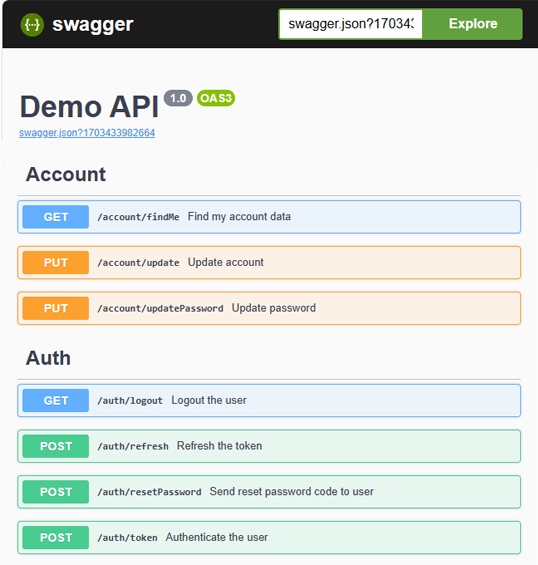 {···} swagger
swagger.json?17034
Explore
Demo API 1.0 OAS3
swagger.json?1703433982664
Account
GET /account/findMe Find my account data
PUT /account/update Update account
PUT /account/updatePassword Update password
Auth
GET /auth/logout Logout the user
POST /auth/refresh Refresh the token
POST /auth/resetPassword Send reset password code to user
POST /auth/token Authenticate the user